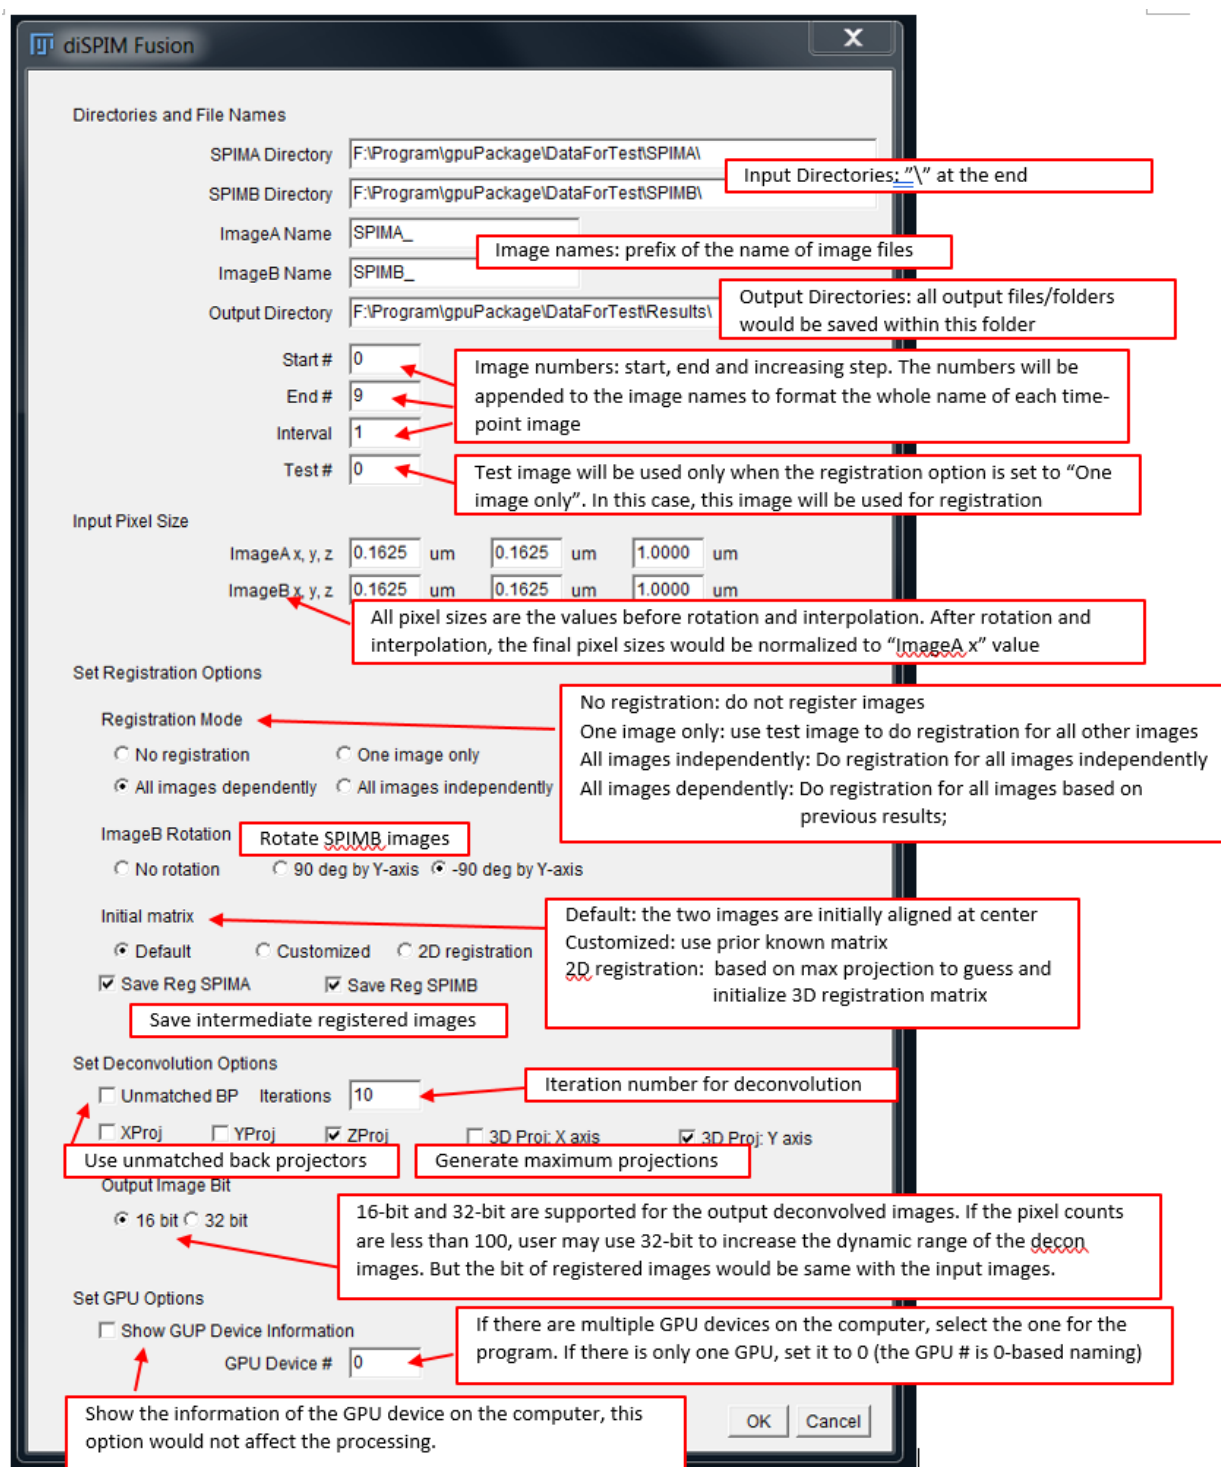 diSPIM Fusion
X
Directories and File Names
SPIMA Directory F:\Program\gpuPackage\DataForTest\SPIMA\
Input Directories: "\" at the end
SPIMB Directory F:\Program\gpuPackage\DataForTest\SPIMB\
ImageA Name SPIMA_
Image names: prefix of the name of image files
ImageB Name SPIMB_
Output Directories: all output files/folders
would be saved within this folder
Output Directory F:\Program\gpuPackage\DataForTest\Results\
Start # 0
End # 9
Interval 1
Image numbers: start, end and increasing step. The numbers will be
appended to the image names to format the whole name of each time-
point image
Test # 0
Test image will be used only when the registration option is set to “One
image only”. In this case, this image will be used for registration
Input Pixel Size
ImageA x, y, z 0.1625 um 0.1625 um 1.0000 um
ImageB x, y, z 0.1625 um 0.1625 um 1.0000 um
All pixel sizes are the values before rotation and interpolation. After rotation and
interpolation, the final pixel sizes would be normalized to “ImageA x” value
Set Registration Options
Registration Mode
No registration One image only
All images dependently All images independently
No registration: do not register images
One image only: use test image to do registration for all other images
All images independently: Do registration for all images independently
All images dependently: Do registration for all images based on
previous results;
ImageB Rotation
Rotate SPIMB images
No rotation 90 deg by Y-axis -90 deg by Y-axis
Initial matrix
Default Customized 2D registration
Default: the two images are initially aligned at center
Customized: use prior known matrix
2D registration: based on max projection to guess and
initialize 3D registration matrix
Save Reg SPIMA Save Reg SPIMB
Save intermediate registered images
Set Deconvolution Options
Unmatched BP Iterations 10
Iteration number for deconvolution
XProj YProj ZProj 3D Proj: X axis 3D Proj: Y axis
Use unmatched back projectors
Generate maximum projections
Output Image Bit
16 bit 32 bit
16-bit and 32-bit are supported for the output deconvolved images. If the pixel counts
are less than 100, user may use 32-bit to increase the dynamic range of the decon
images. But the bit of registered images would be same with the input images.
Set GPU Options
Show GUP Device Information
GPU Device # 0
If there are multiple GPU devices on the computer, select the one for the
program. If there is only one GPU, set it to 0 (the GPU # is 0-based naming)
Show the information of the GPU device on the computer, this
option would not affect the processing.
OK Cancel